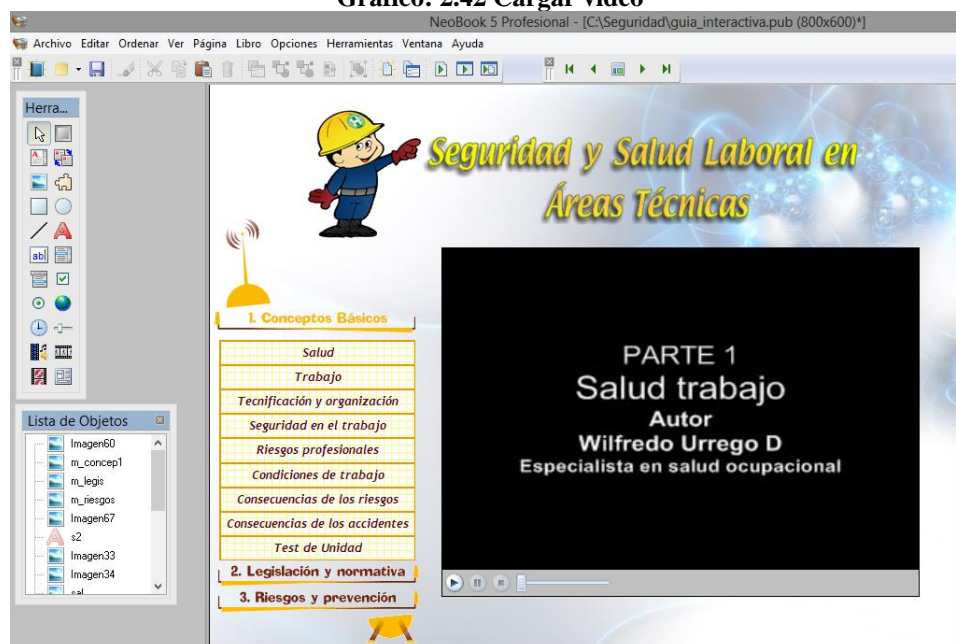 Gráfico: 2.42 Cargar video
NeoBook 5 Profesional - [C:\Seguridad\guia_interactiva.pub (800x600)*]
Archivo Editar Ordenar Ver Página Libro Opciones Herramientas Ventana Ayuda
Herra...
Seguridad y Salud Laboral en
Áreas Técnicas
1. Conceptos Básicos
Salud
Trabajo
Tecnificación y organización
Seguridad en el trabajo
Riesgos profesionales
Condiciones de trabajo
Consecuencias de los riesgos
Consecuencias de los accidentes
Test de Unidad
2. Legislación y normativa
3. Riesgos y prevención
PARTE 1
Salud trabajo
Autor
Wilfredo Urrego D
Especialista en salud ocupacional
Lista de Objetos
Imagen60
m_concep1
m_legis
m_riesgos
Imagen67
s2
Imagen33
Imagen34